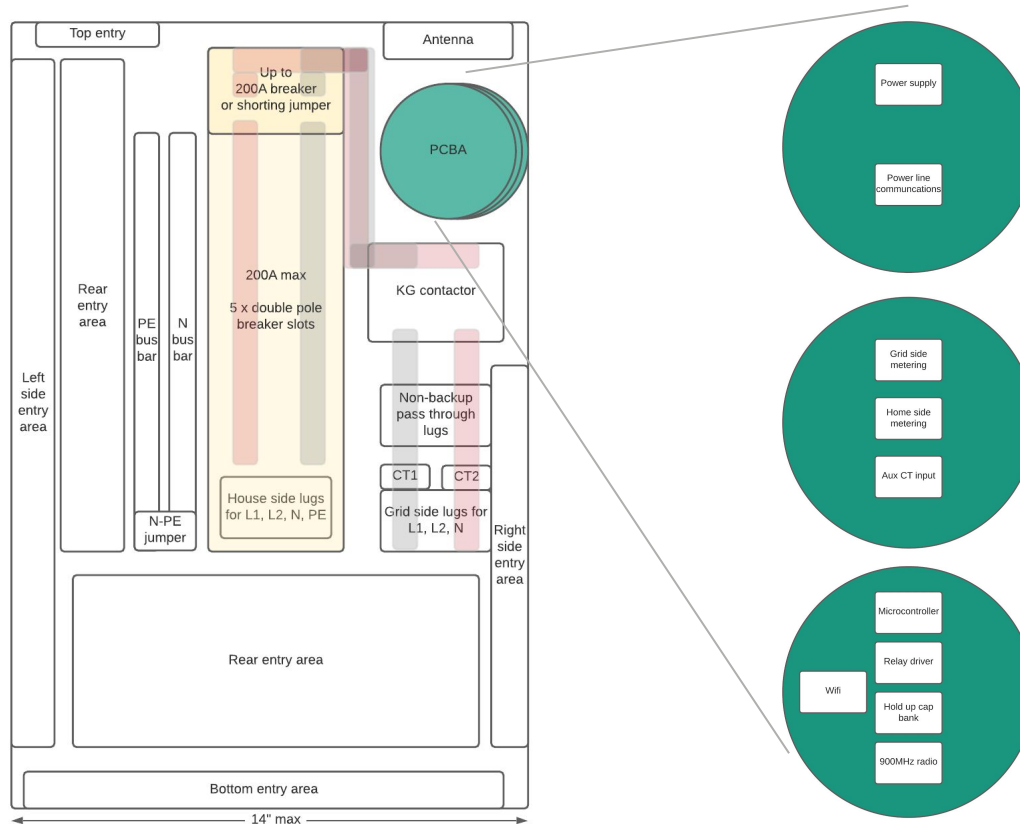 Top entry
Antenna
Up to
200A breaker
or shorting jumper
PCBA
Rear
entry
area
PE
bus
bar
N
bus
bar
200A max
5 x double pole
breaker slots
KG contactor
Left
side
entry
area
Non-backup
pass through
lugs
CT1
CT2
House side lugs
for L1, L2, N, PE
Grid side lugs for
L1, L2, N
N-PE
jumper
Right
side
entry
area
Rear entry area
Bottom entry area
14" max
Power supply
Power line
communcations
Grid side
metering
Home side
metering
Aux CT input
Microcontroller
Relay driver
Wifi
Hold up cap
bank
900MHz radio